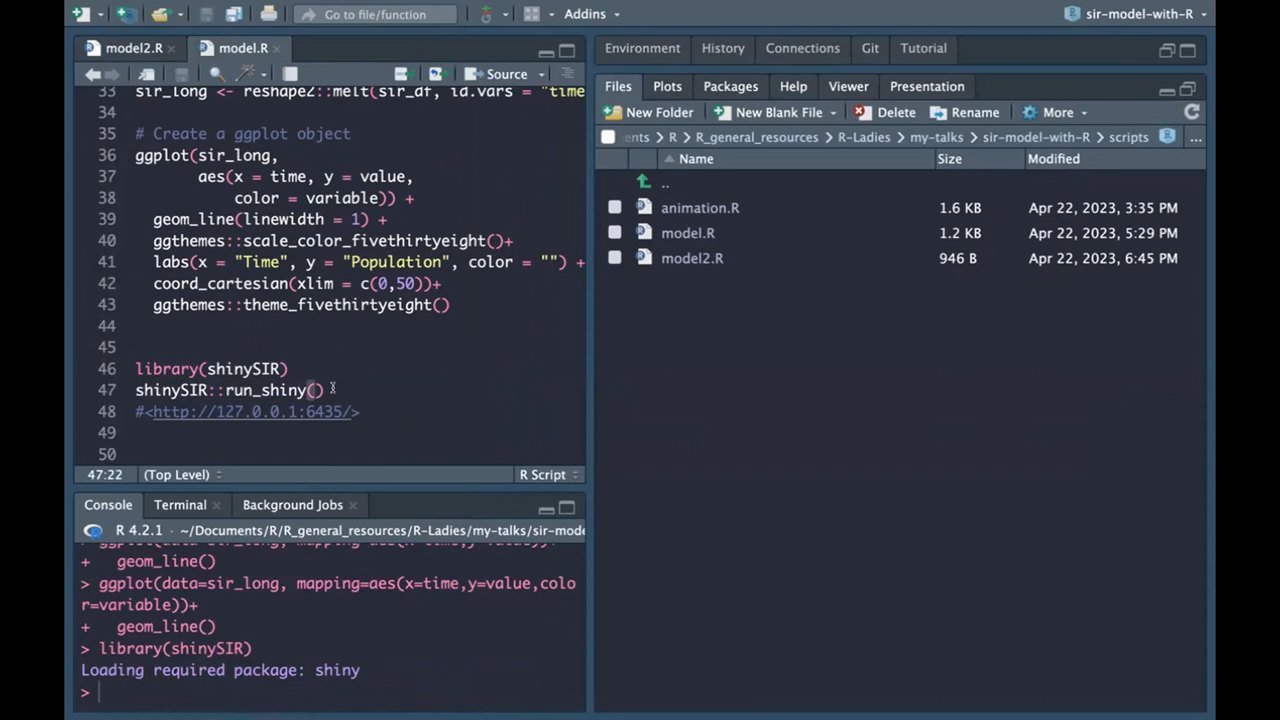 Go to file/function
Addins
sir-model-with-R
model2.R
model.R
Source
33 sir_long <- reshape2::melt(sir_df, id.vars = "time
34
35 # Create a ggplot object
36 ggplot(sir_long,
37 aes(x = time, y = value,
38 color = variable)) +
39 geom_line(linewidth = 1) +
40 ggthemes::scale_color_fivethirtyeight()+
41 labs(x = "Time", y = "Population", color = "") +
42 coord_cartesian(xlim = c(0,50))+
43 ggthemes::theme_fivethirtyeight()
44
45
46 library(shinySIR)
47 shinySIR::run_shiny()
48 #<http://127.0.0.1:6435/>
49
50
47:22 (Top Level) R Script
Console Terminal Background Jobs
R 4.2.1 · ~/Documents/R/R_general_resources/R-Ladies/my-talks/sir-mode
+ geom_line()
> ggplot(data=sir_long, mapping=aes(x=time,y=value,colo
r=variable))+
+ geom_line()
> library(shinySIR)
Loading required package: shiny
>
Environment History Connections Git Tutorial
Files Plots Packages Help Viewer Presentation
New Folder New Blank File Delete Rename More
ents > R > R_general_resources > R-Ladies > my-talks > sir-model-with-R > scripts ...
Name Size Modified
..
animation.R 1.6 KB Apr 22, 2023, 3:35 PM
model.R 1.2 KB Apr 22, 2023, 5:29 PM
model2.R 946 B Apr 22, 2023, 6:45 PM